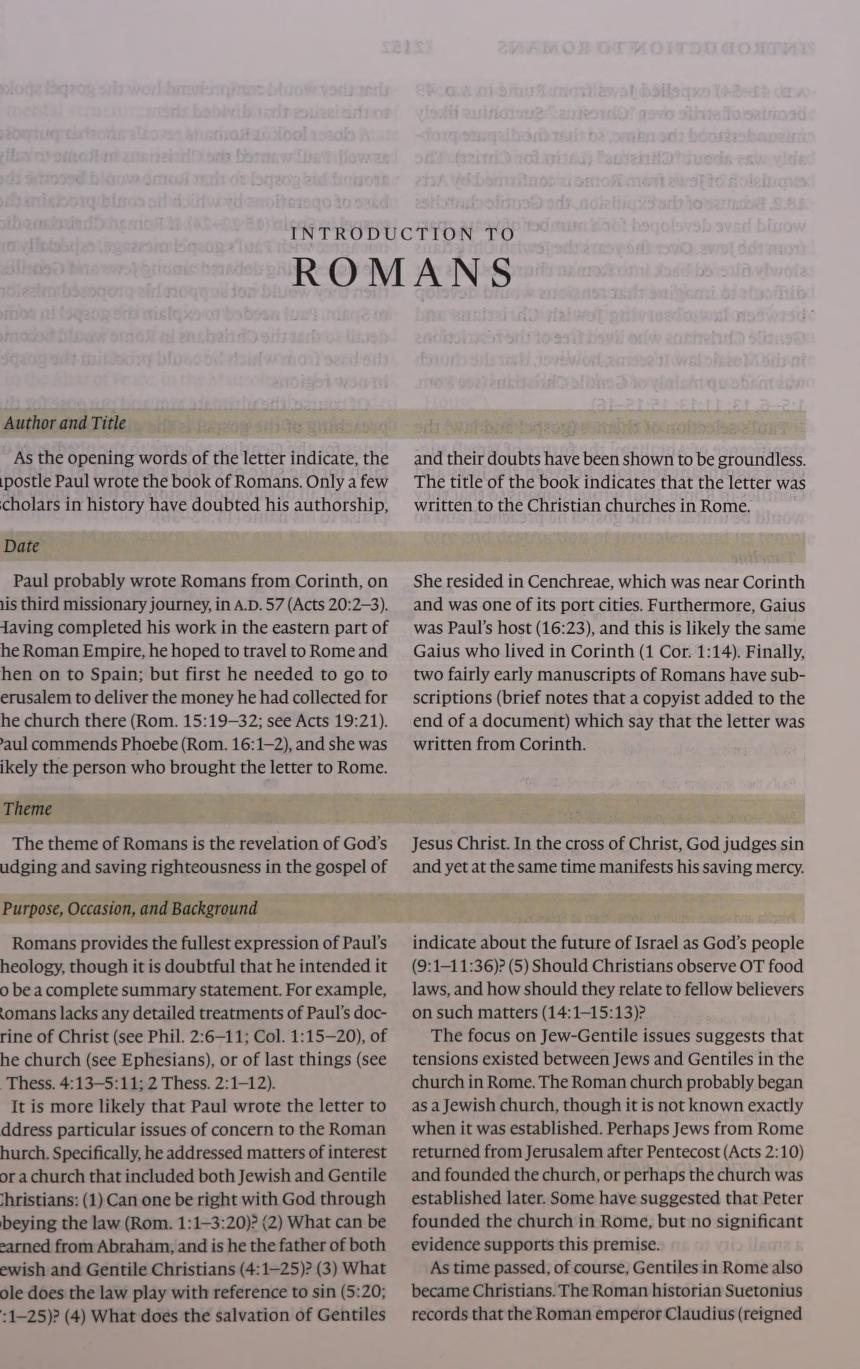 INTRODUCTION TO
ROMANS
Author and Title
As the opening words of the letter indicate, the
postle Paul wrote the book of Romans. Only a few
cholars in history have doubted his authorship,
and their doubts have been shown to be groundless.
The title of the book indicates that the letter was
written to the Christian churches in Rome.
Date
Paul probably wrote Romans from Corinth, on
his third missionary journey, in A.D. 57 (Acts 20:2–3).
Having completed his work in the eastern part of
he Roman Empire, he hoped to travel to Rome and
hen on to Spain; but first he needed to go to
erusalem to deliver the money he had collected for
he church there (Rom. 15:19–32; see Acts 19:21).
Paul commends Phoebe (Rom. 16:1–2), and she was
ikely the person who brought the letter to Rome.
She resided in Cenchreae, which was near Corinth
and was one of its port cities. Furthermore, Gaius
was Paul's host (16:23), and this is likely the same
Gaius who lived in Corinth (1 Cor. 1:14). Finally,
two fairly early manuscripts of Romans have sub-
scriptions (brief notes that a copyist added to the
end of a document) which say that the letter was
written from Corinth.
Theme
The theme of Romans is the revelation of God's
udging and saving righteousness in the gospel of
Jesus Christ. In the cross of Christ, God judges sin
and yet at the same time manifests his saving mercy.
Purpose, Occasion, and Background
Romans provides the fullest expression of Paul's
heology, though it is doubtful that he intended it
o be a complete summary statement. For example,
Romans lacks any detailed treatments of Paul's doc-
rine of Christ (see Phil. 2:6–11; Col. 1:15–20), of
he church (see Ephesians), or of last things (see
Thess. 4:13–5:11; 2 Thess. 2:1–12).
It is more likely that Paul wrote the letter to
ddress particular issues of concern to the Roman
hurch. Specifically, he addressed matters of interest
or a church that included both Jewish and Gentile
Christians: (1) Can one be right with God through
beying the law (Rom. 1:1–3:20)? (2) What can be
earned from Abraham, and is he the father of both
ewish and Gentile Christians (4:1–25)? (3) What
ole does the law play with reference to sin (5:20;
:1–25)? (4) What does the salvation of Gentiles
indicate about the future of Israel as God's people
(9:1–11:36)? (5) Should Christians observe OT food
laws, and how should they relate to fellow believers
on such matters (14:1–15:13)?
The focus on Jew-Gentile issues suggests that
tensions existed between Jews and Gentiles in the
church in Rome. The Roman church probably began
as a Jewish church, though it is not known exactly
when it was established. Perhaps Jews from Rome
returned from Jerusalem after Pentecost (Acts 2:10)
and founded the church, or perhaps the church was
established later. Some have suggested that Peter
founded the church in Rome, but no significant
evidence supports this premise.
As time passed, of course, Gentiles in Rome also
became Christians. The Roman historian Suetonius
records that the Roman emperor Claudius (reigned